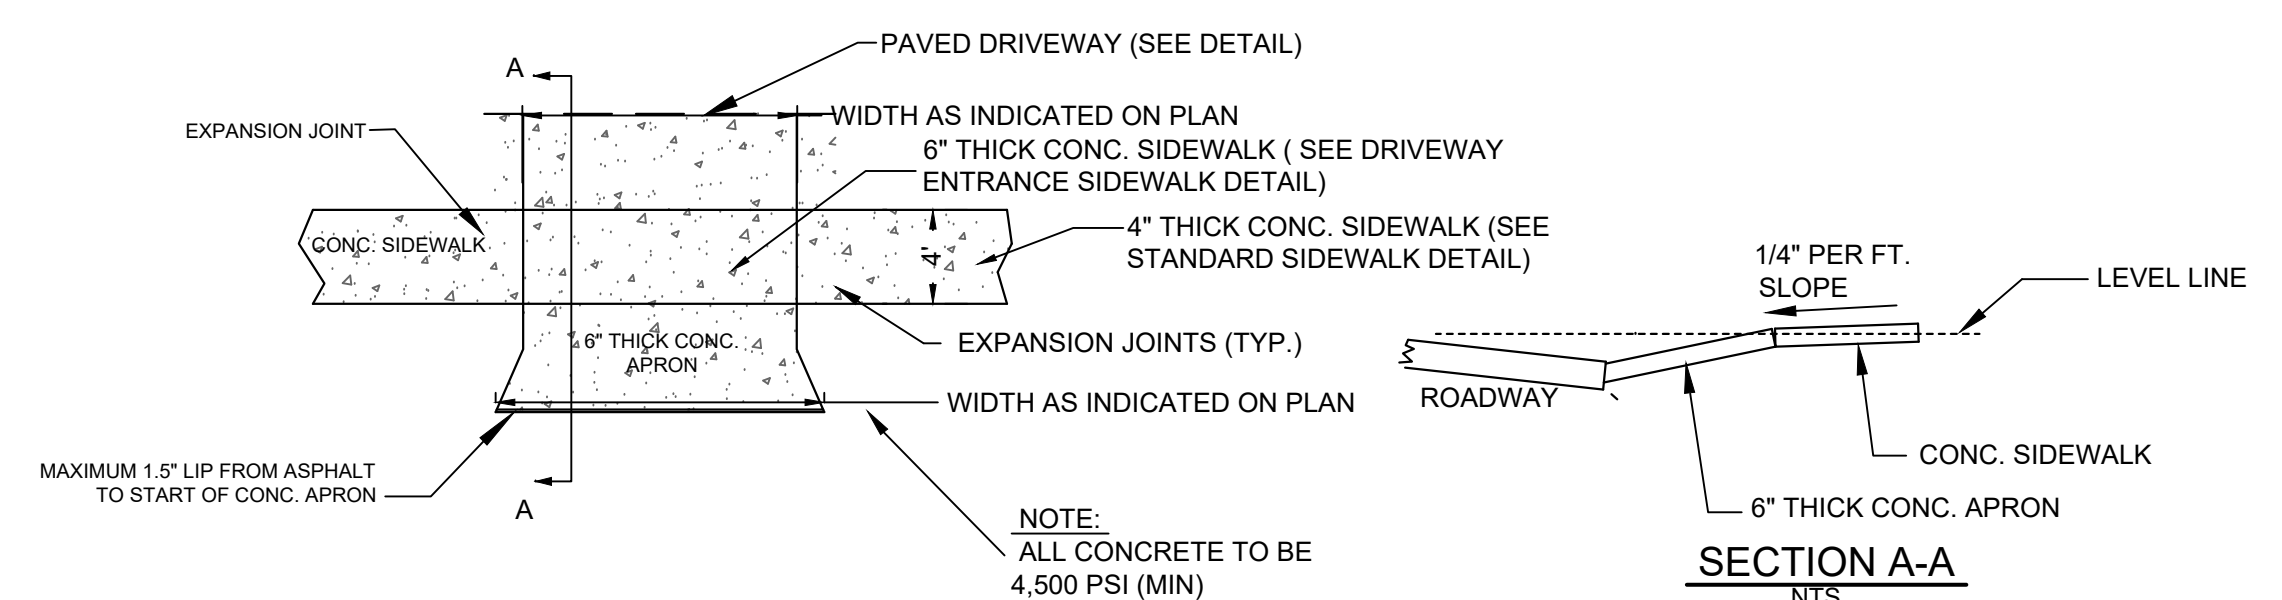 PAVED DRIVEWAY (SEE DETAIL)
A
WIDTH AS INDICATED ON PLAN
EXPANSION JOINT
6" THICK CONC. SIDEWALK ( SEE DRIVEWAY
ENTRANCE SIDEWALK DETAIL)
4" THICK CONC. SIDEWALK (SEE
STANDARD SIDEWALK DETAIL)
CONC. SIDEWALK
4'
EXPANSION JOINTS (TYP.)
6" THICK CONC.
APRON
WIDTH AS INDICATED ON PLAN
MAXIMUM 1.5" LIP FROM ASPHALT
TO START OF CONC. APRON
A
NOTE:
ALL CONCRETE TO BE
4,500 PSI (MIN)
1/4" PER FT.
SLOPE
LEVEL LINE
ROADWAY
CONC. SIDEWALK
6" THICK CONC. APRON
SECTION A-A
NTS